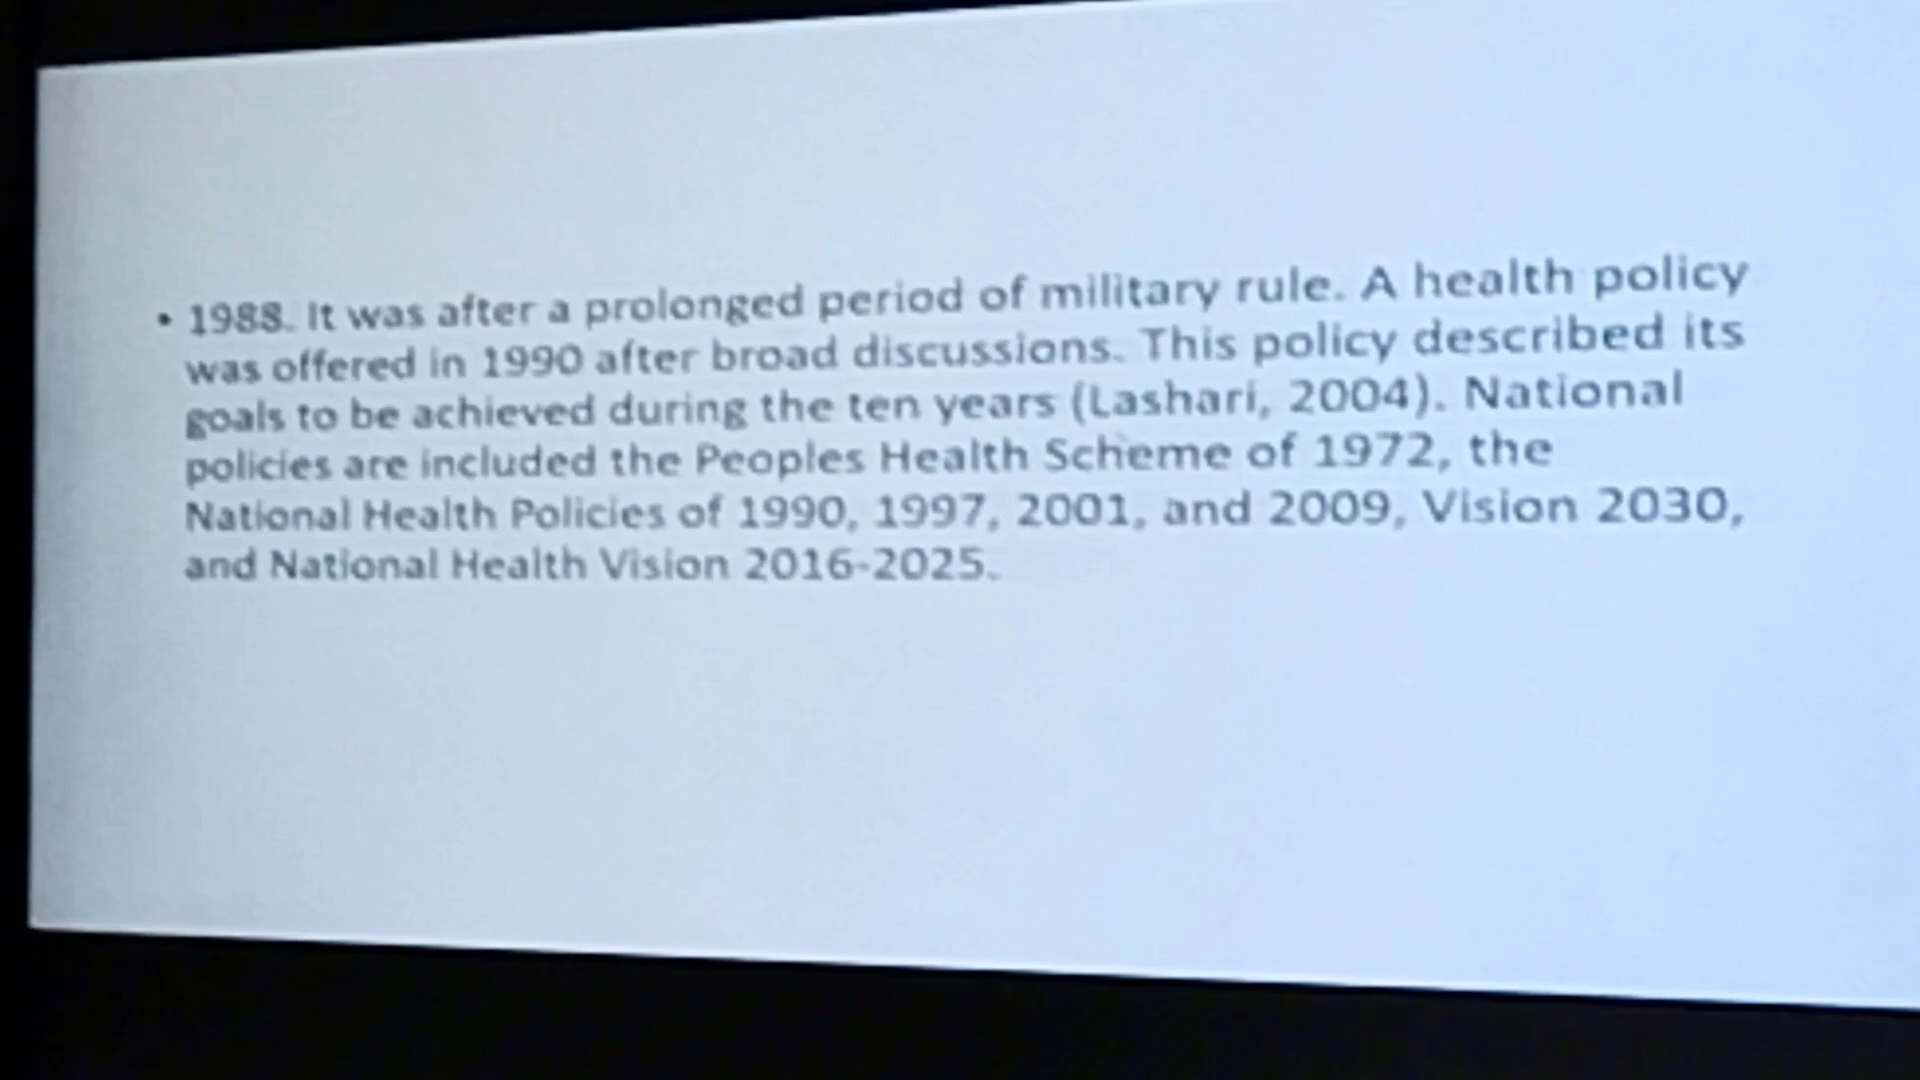 • 1988. It was after a prolonged period of military rule. A health policy
was offered in 1990 after broad discussions. This policy described its
goals to be achieved during the ten years (Lashari, 2004). National
policies are included the Peoples Health Scheme of 1972, the
National Health Policies of 1990, 1997, 2001, and 2009, Vision 2030,
and National Health Vision 2016-2025.